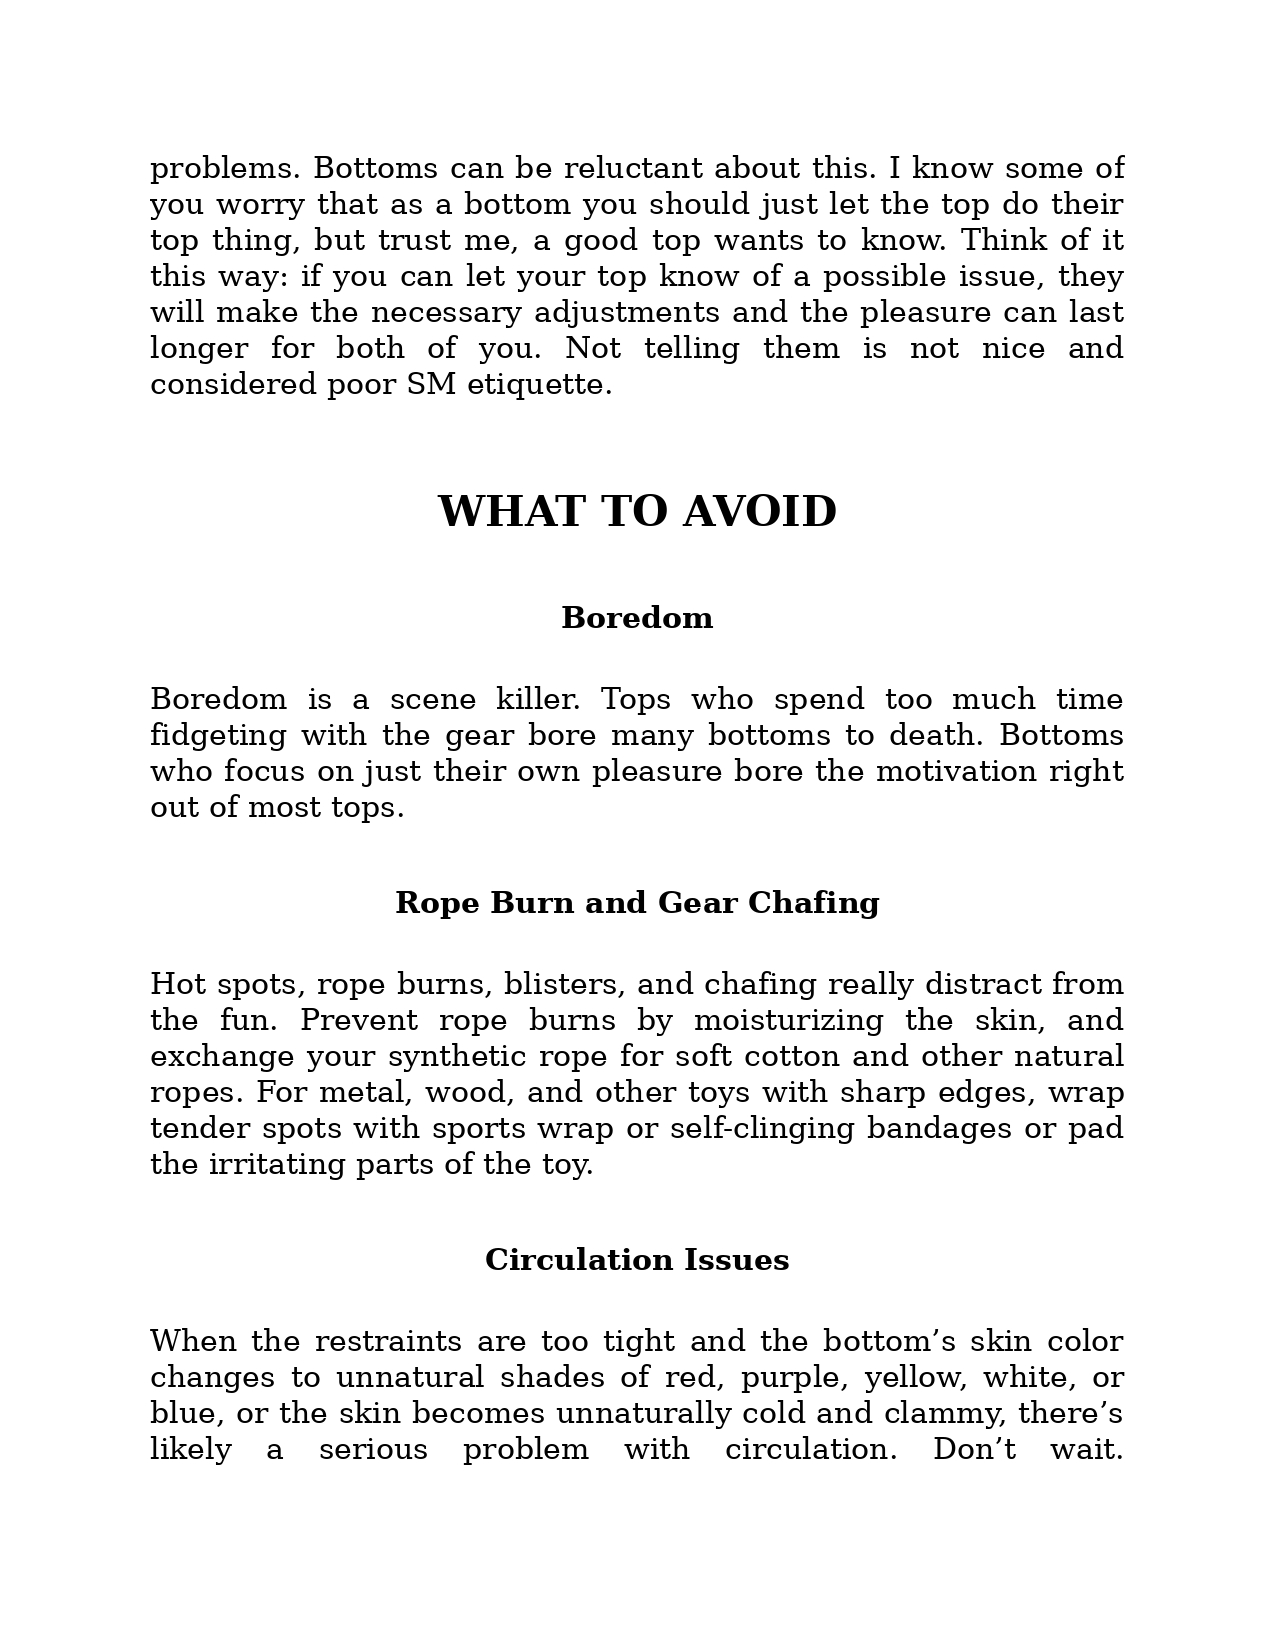 problems. Bottoms can be reluctant about this. I know some of
you worry that as a bottom you should just let the top do their
top thing, but trust me, a good top wants to know. Think of it
this way: if you can let your top know of a possible issue, they
will make the necessary adjustments and the pleasure can last
longer for both of you. Not telling them is not nice and
considered poor SM etiquette.
WHAT TO AVOID
Boredom
Boredom is a scene killer. Tops who spend too much time
fidgeting with the gear bore many bottoms to death. Bottoms
who focus on just their own pleasure bore the motivation right
out of most tops.
Rope Burn and Gear Chafing
Hot spots, rope burns, blisters, and chafing really distract from
the fun. Prevent rope burns by moisturizing the skin, and
exchange your synthetic rope for soft cotton and other natural
ropes. For metal, wood, and other toys with sharp edges, wrap
tender spots with sports wrap or self-clinging bandages or pad
the irritating parts of the toy.
Circulation Issues
When the restraints are too tight and the bottom’s skin color
changes to unnatural shades of red, purple, yellow, white, or
blue, or the skin becomes unnaturally cold and clammy, there’s
likely a serious problem with circulation. Don’t wait.